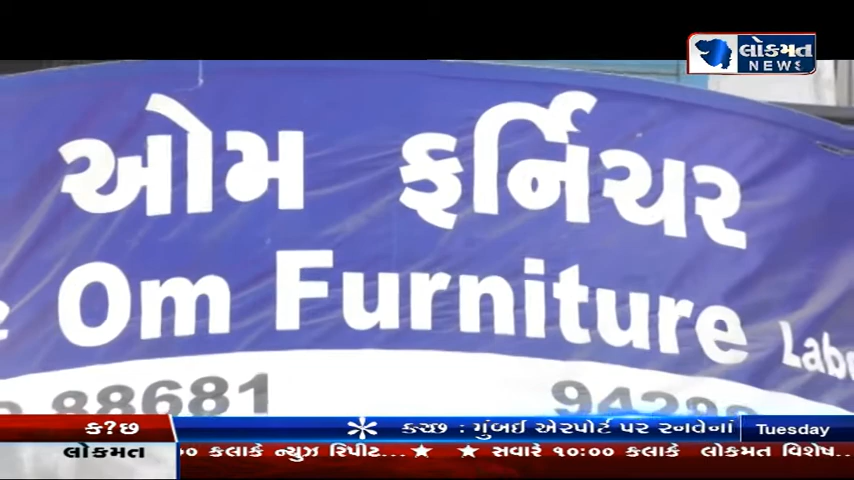 લોકમત
NEWS
ઓમ ફર્નિચર
Om Furniture
88681
ક?છ
કચ્છ : મુંબઈ એરપોર્ટ પર રનવેનાં
Tuesday
લોકમત
૦૦ કલાકે ન્યુઝ રિપીટ...★ ★ સવારે ૧૦:૦૦ કલાકે લોકમત વિશેષ...